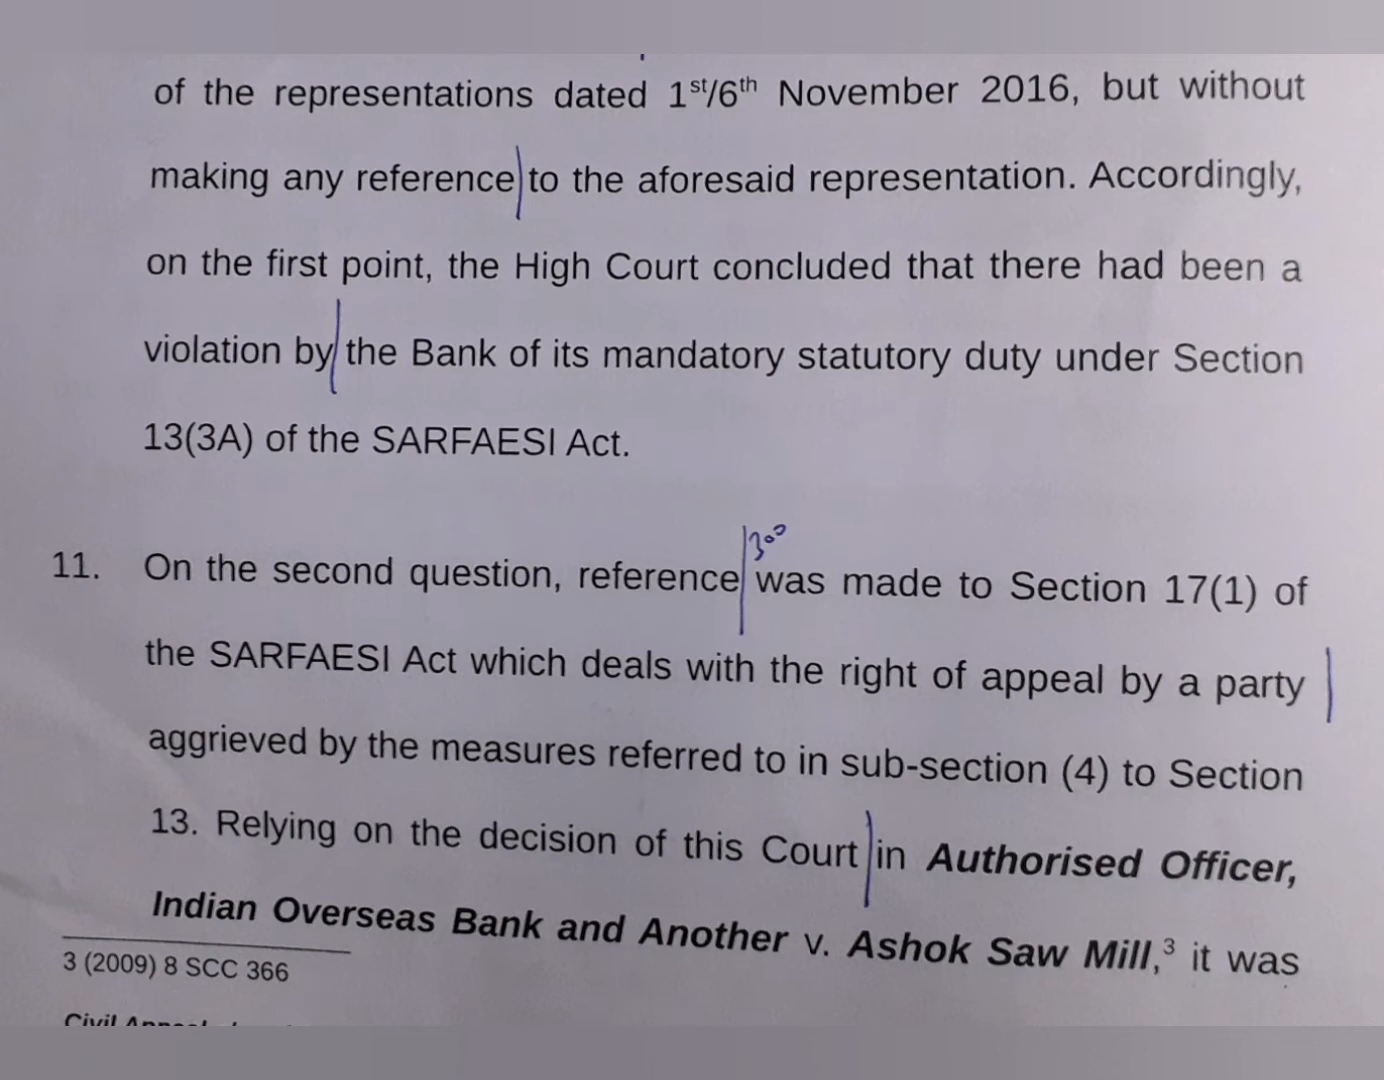 of the representations dated 1st/6th November 2016, but without
making any reference to the aforesaid representation. Accordingly,
on the first point, the High Court concluded that there had been a
violation by the Bank of its mandatory statutory duty under Section
13(3A) of the SARFAESI Act.
300
11. On the second question, reference was made to Section 17(1) of
the SARFAESI Act which deals with the right of appeal by a party
aggrieved by the measures referred to in sub-section (4) to Section
13. Relying on the decision of this Court in Authorised Officer,
Indian Overseas Bank and Another v. Ashok Saw Mill,3 it was
3 (2009) 8 SCC 366
Civil